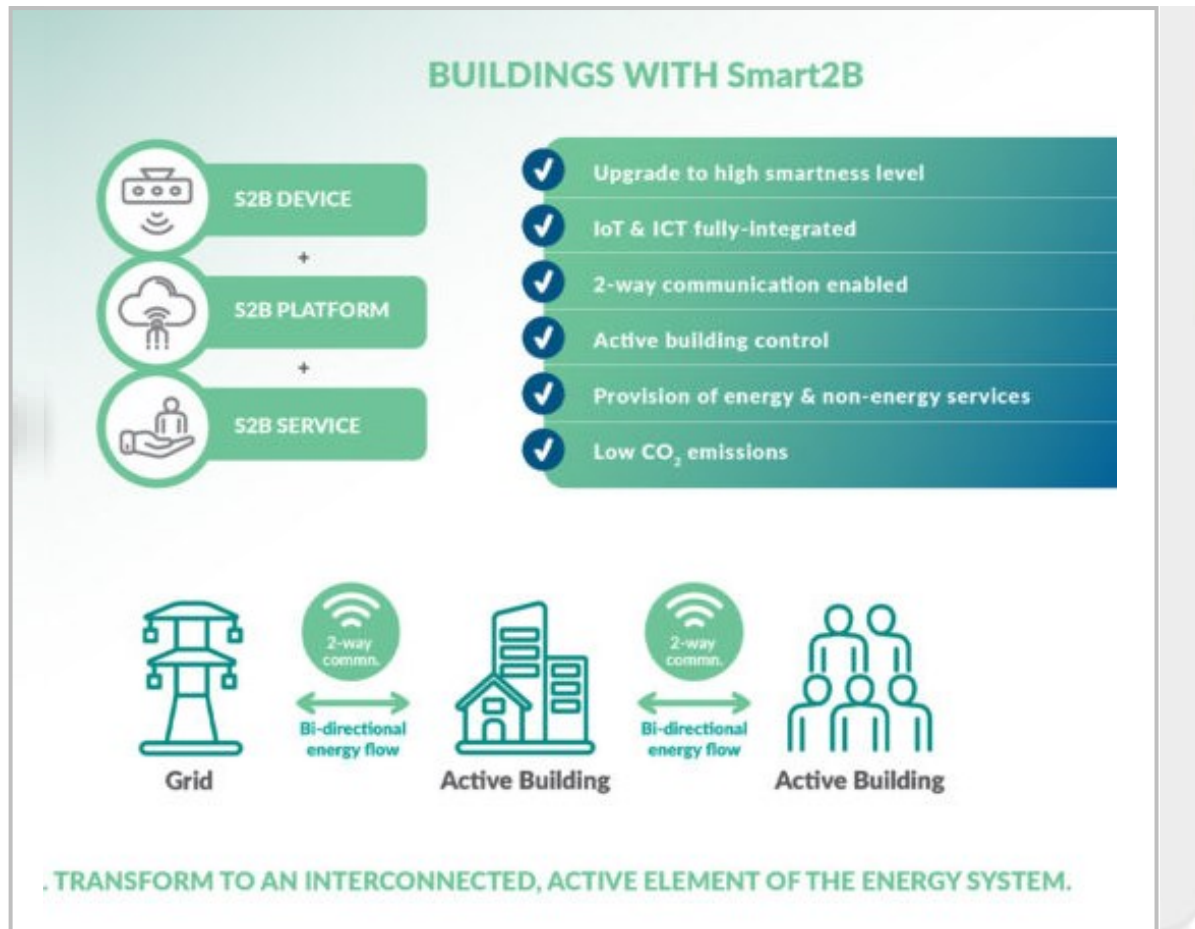 BUILDINGS WITH Smart2B
S2B DEVICE
+
S2B PLATFORM
+
S2B SERVICE
Upgrade to high smartness level
IoT & ICT fully-integrated
2-way communication enabled
Active building control
Provision of energy & non-energy services
Low CO₂ emissions
2-way
commn.
Bi-directional
energy flow
2-way
commn.
Bi-directional
energy flow
Grid
Active Building
Active Building
. TRANSFORM TO AN INTERCONNECTED, ACTIVE ELEMENT OF THE ENERGY SYSTEM.